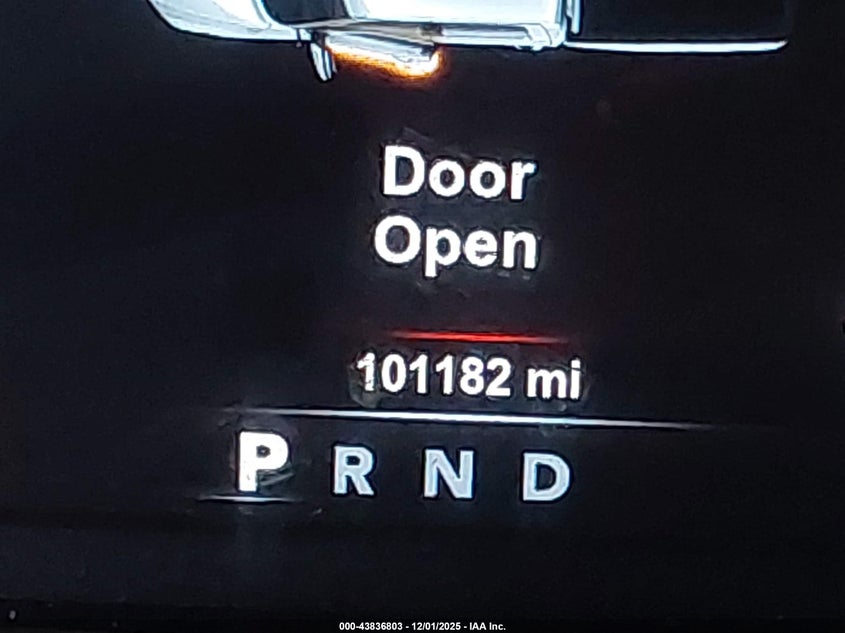 Door
Open
101182 mi
P R N D
000-43836803 - 12/01/2025 - IAA Inc.